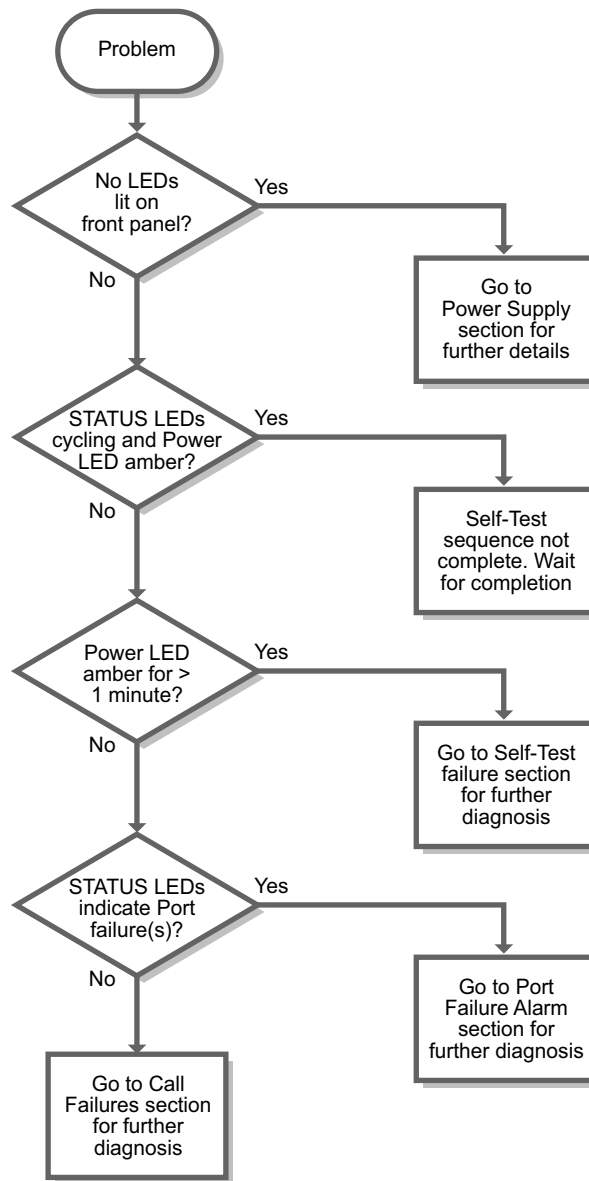 Problem
No LEDs
lit on
front panel?
Yes
No
Go to
Power Supply
section for
further details
STATUS LEDs
cycling and Power
LED amber?
Yes
No
Self-Test
sequence not
complete. Wait
for completion
Power LED
amber for >
1 minute?
Yes
No
Go to Self-Test
failure section
for further
diagnosis
STATUS LEDs
indicate Port
failure(s)?
Yes
No
Go to Port
Failure Alarm
section for
further diagnosis
Go to Call
Failures section
for further
diagnosis